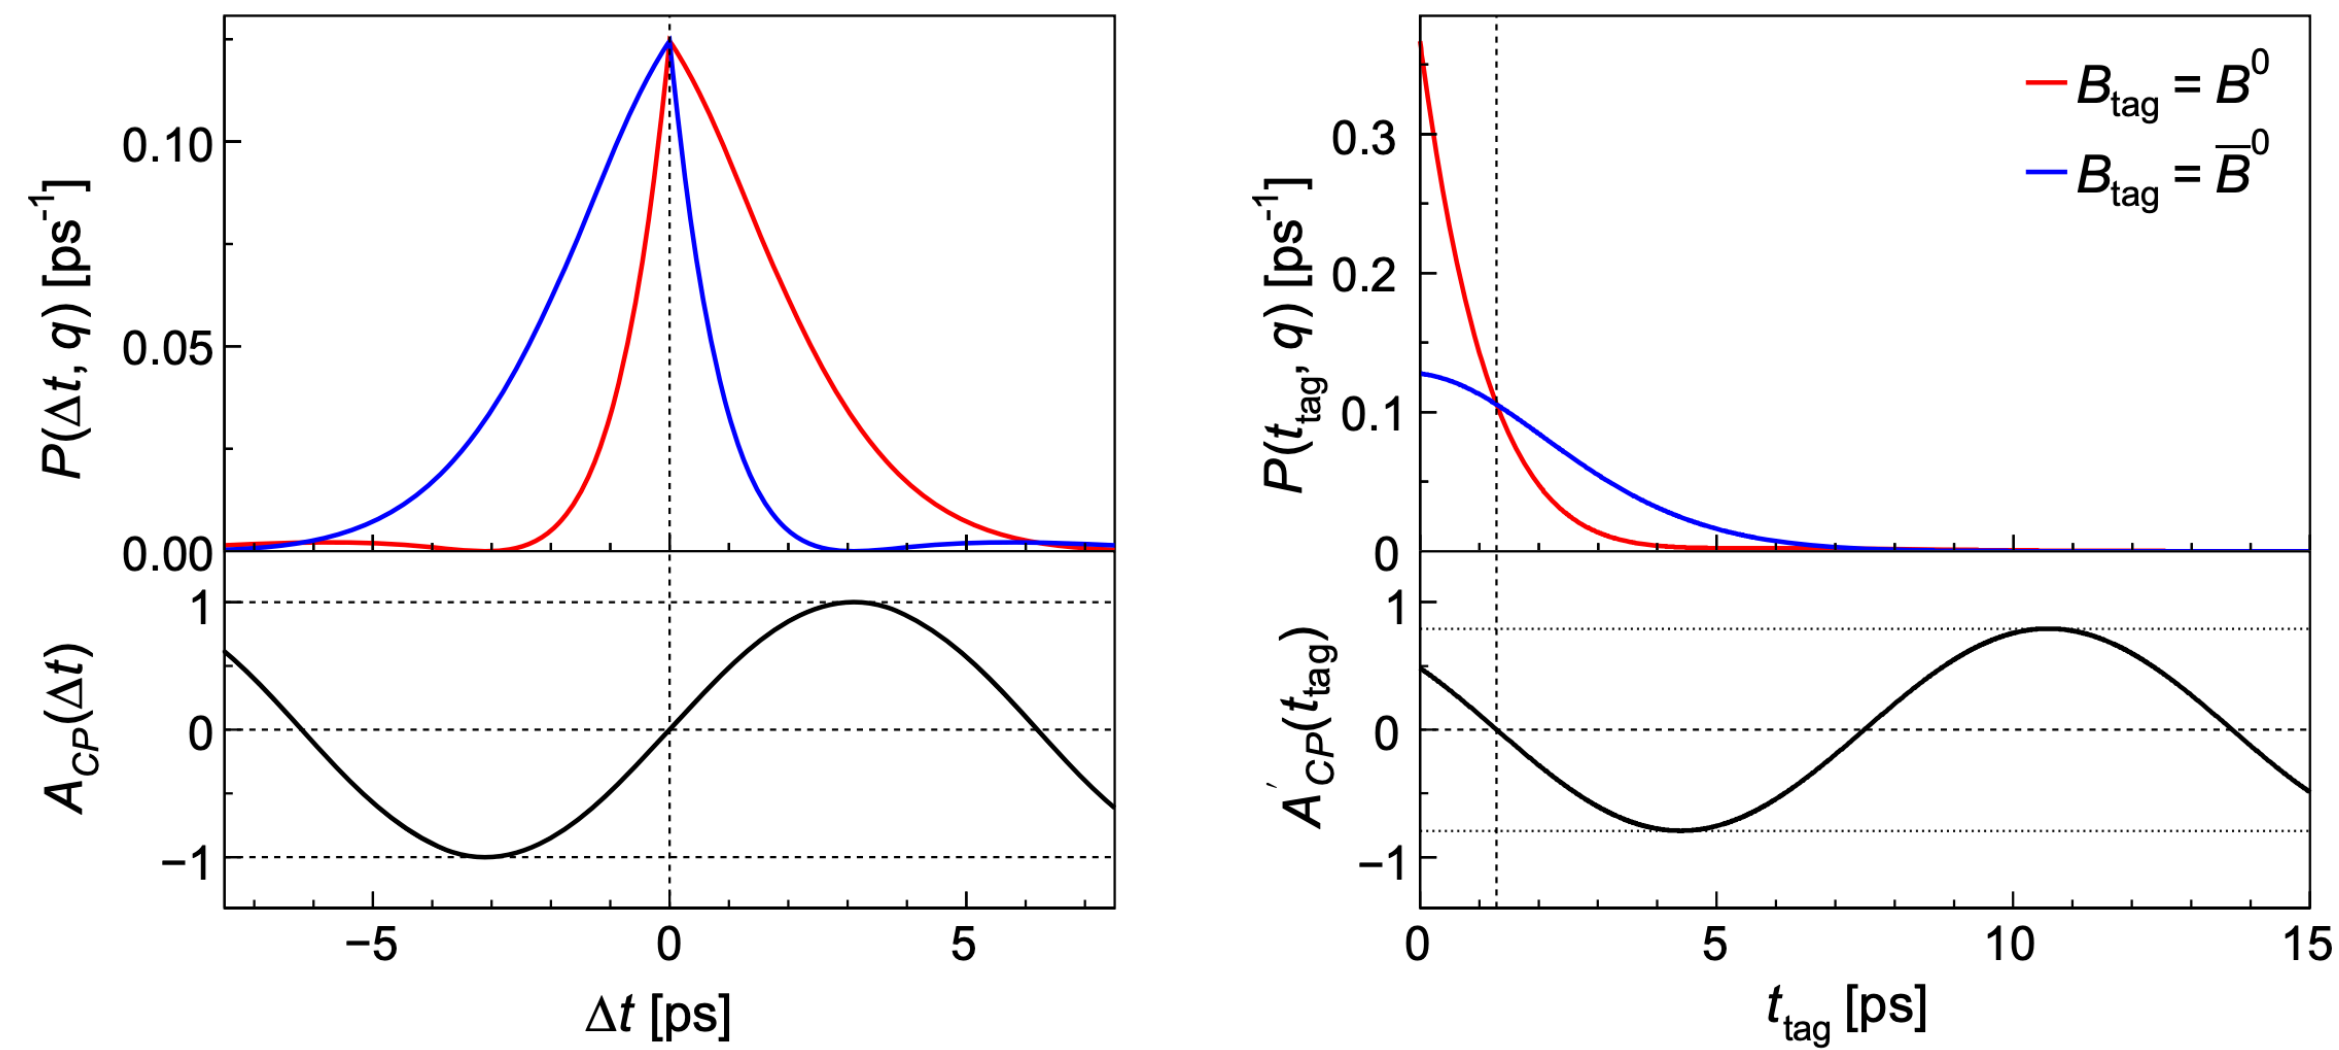 P(Δt, q) [ps⁻¹]
0.10
0.05
0.00
A_CP(Δt)
1
0
−1
−5 0 5
Δt [ps]
P(t_tag, q) [ps⁻¹]
0.3
0.2
0.1
0
B_tag = B⁰
B_tag = B̅⁰
A′_CP(t_tag)
1
0
−1
0 5 10 15
t_tag [ps]